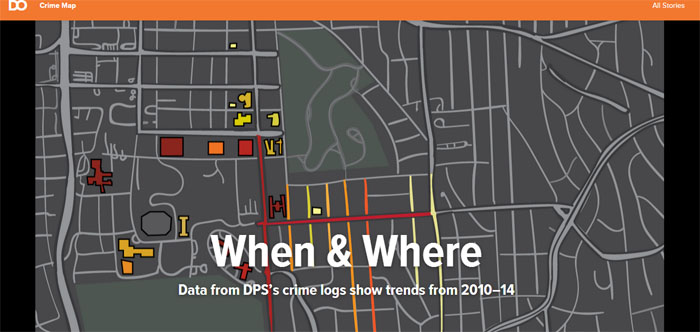 DO Crime Map All Stories
When & Where
Data from DPS's crime logs show trends from 2010–14